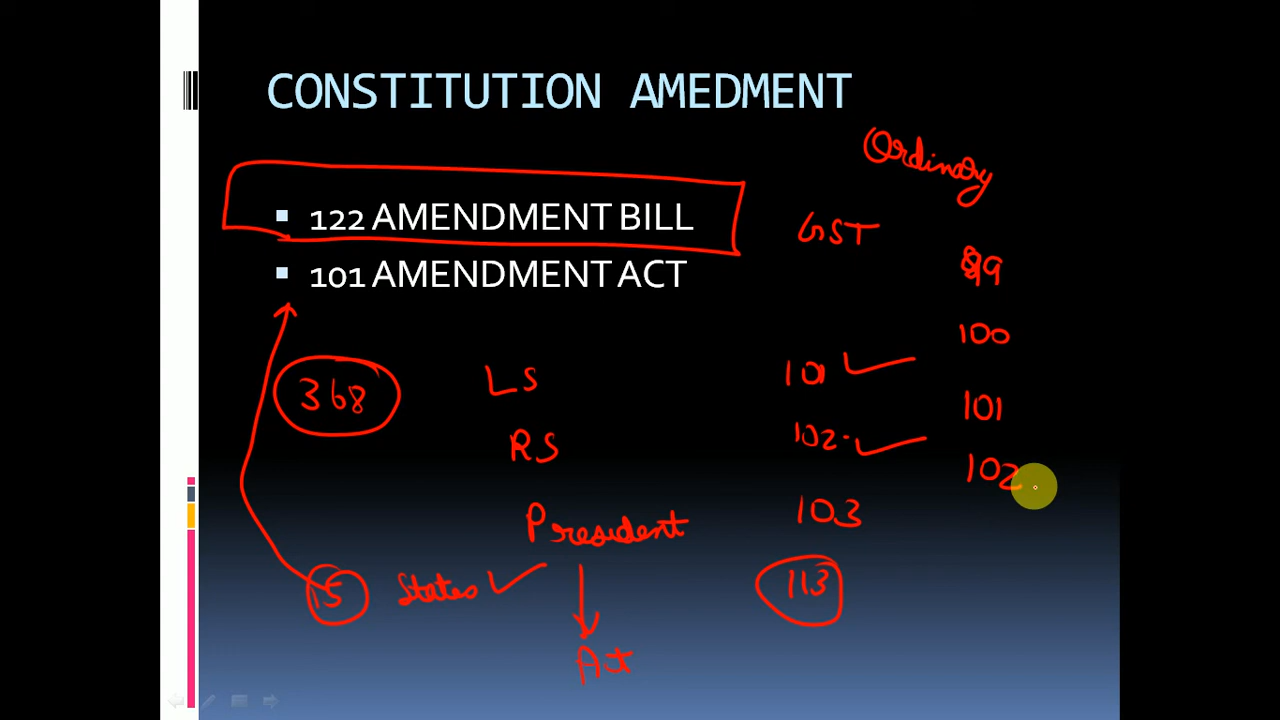 CONSTITUTION AMEDMENT
Ordinary
122 AMENDMENT BILL
GST
101 AMENDMENT ACT
99
100
368
LS
101
101
RS
102
102
President
103
15 States
113
Act